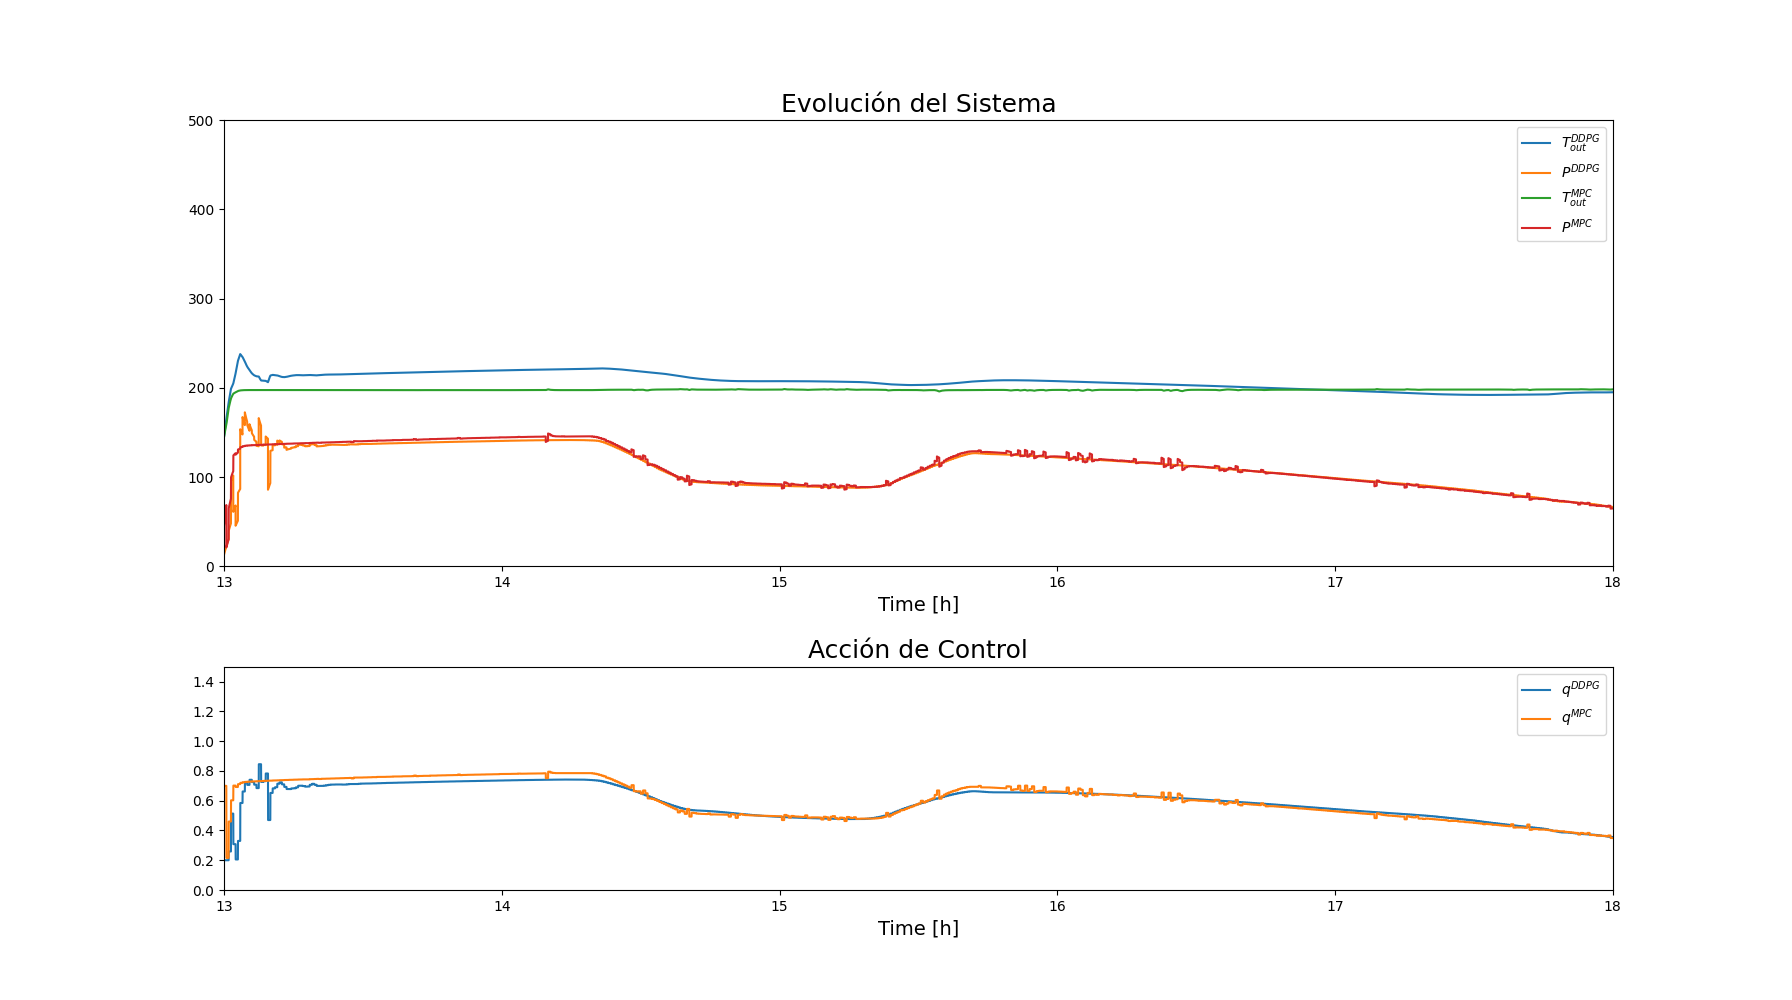 Evolución del Sistema
500
400
300
200
100
0
T_out^DDPG
P^DDPG
T_out^MPC
P^MPC
13 14 15 16 17 18
Time [h]
Acción de Control
1.4
1.2
1.0
0.8
0.6
0.4
0.2
0.0
q^DDPG
q^MPC
13 14 15 16 17 18
Time [h]